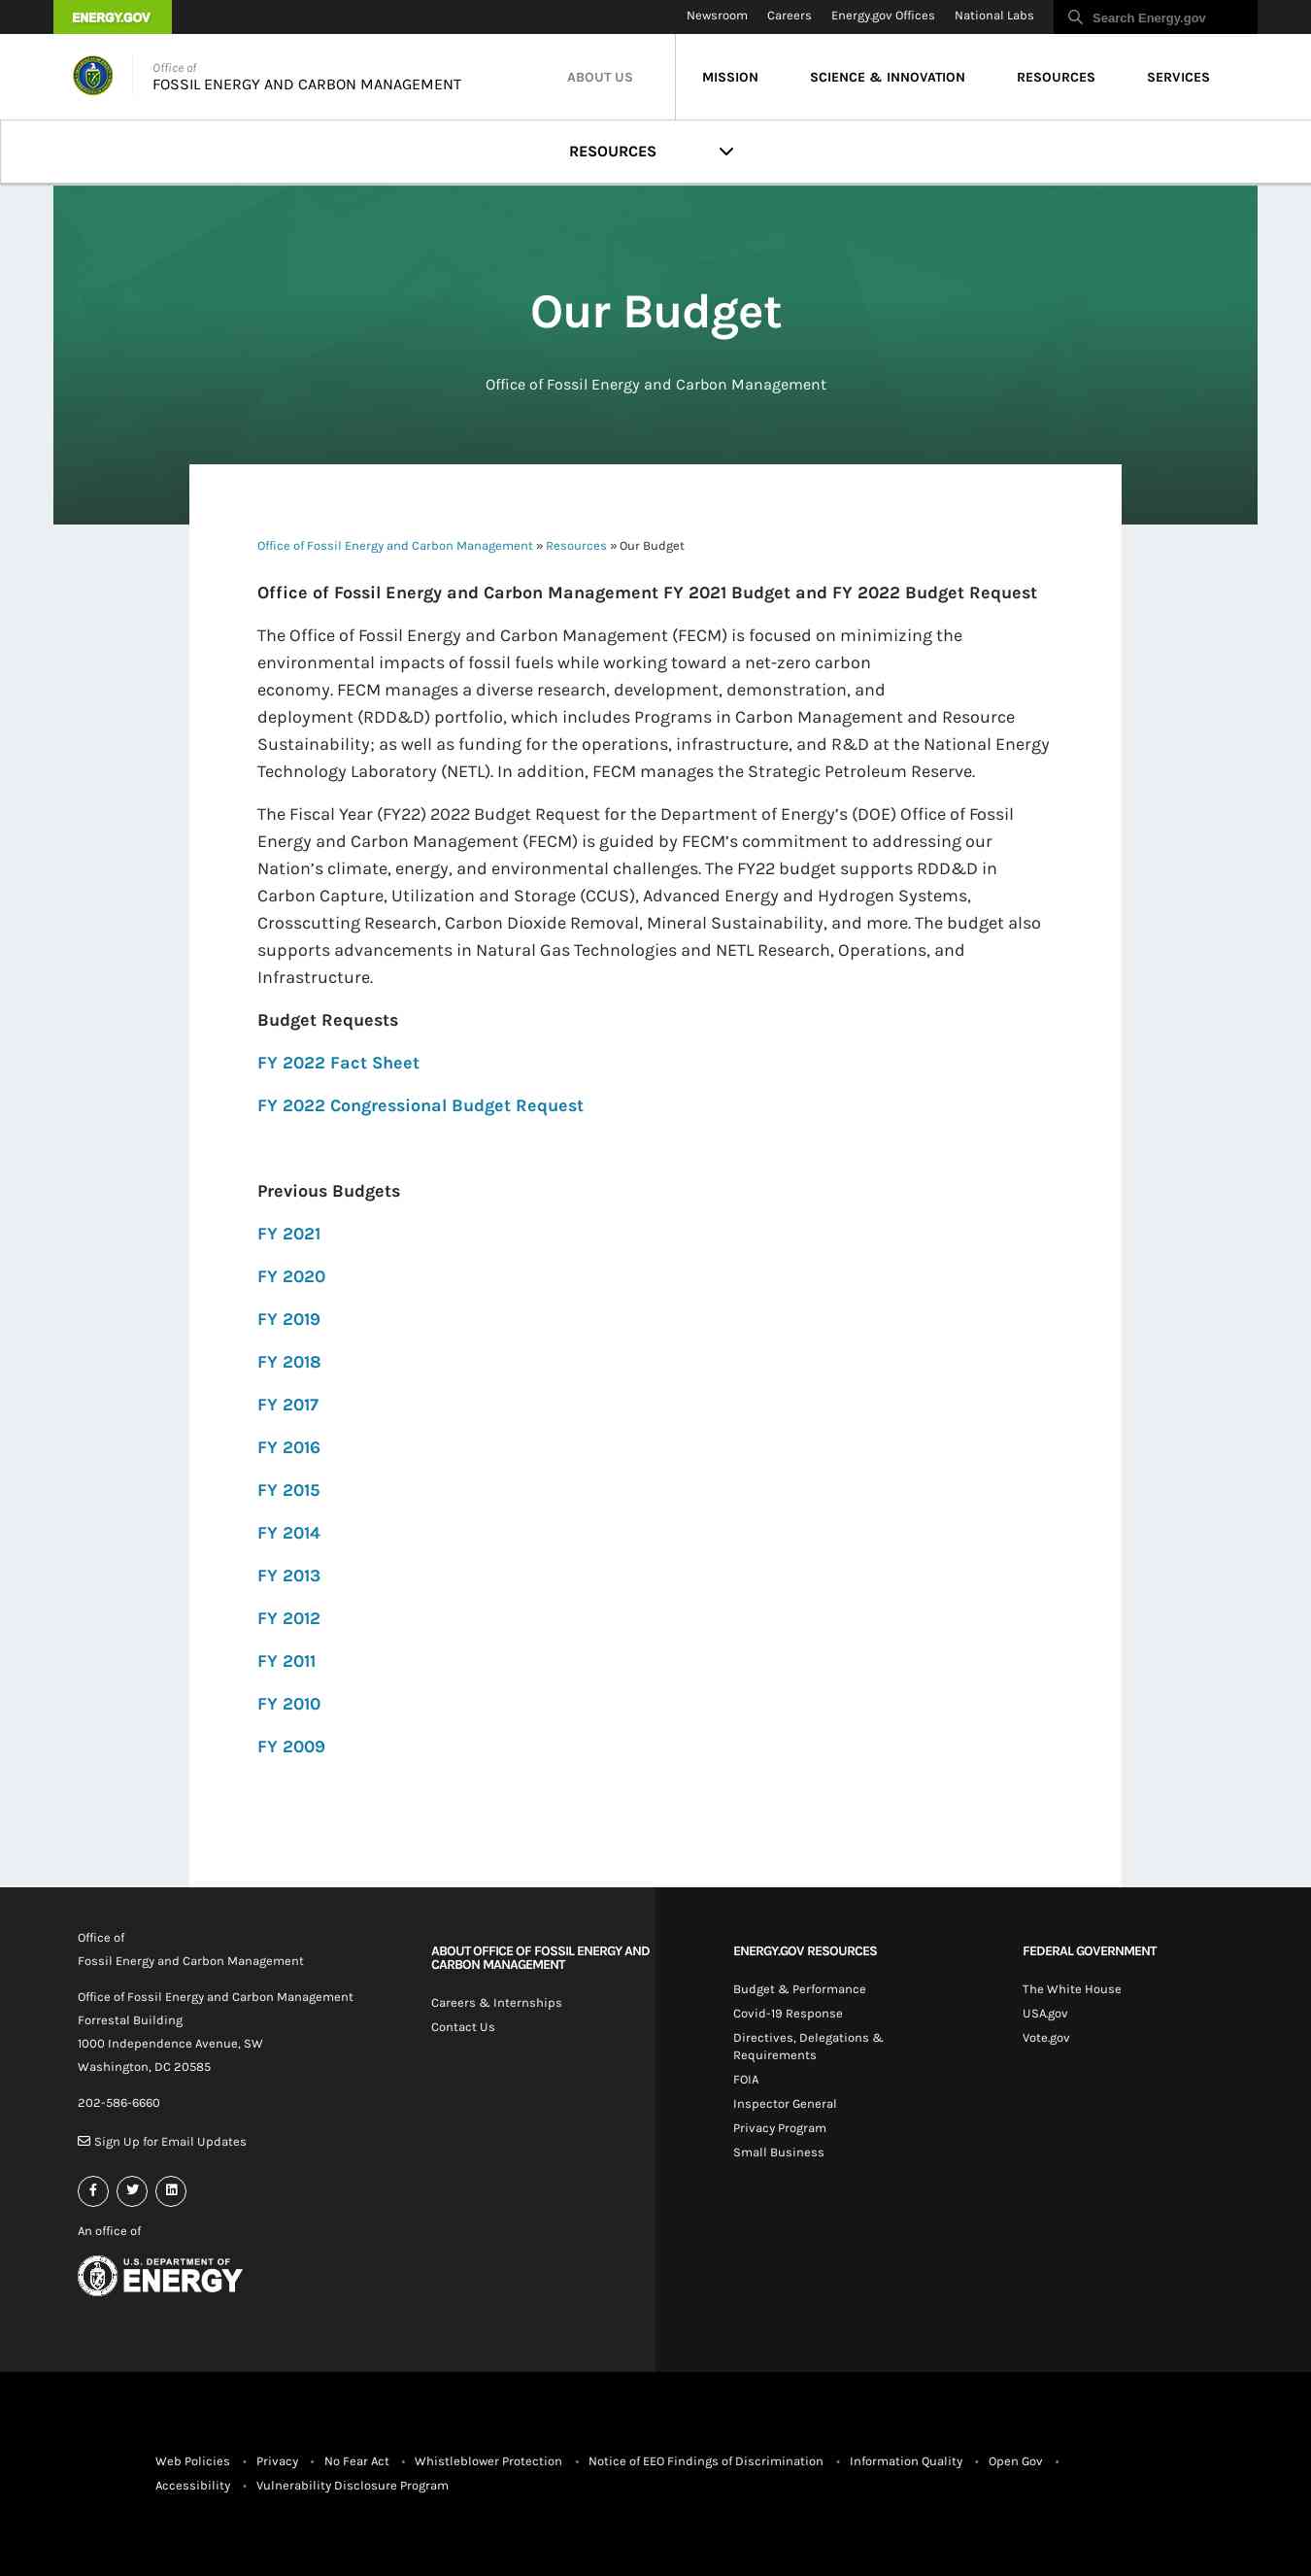 ENERGY.GOV
Newsroom Careers Energy.gov Offices National Labs Search Energy.gov
Office of
FOSSIL ENERGY AND CARBON MANAGEMENT
ABOUT US MISSION SCIENCE & INNOVATION RESOURCES SERVICES
RESOURCES
Our Budget
Office of Fossil Energy and Carbon Management
Office of Fossil Energy and Carbon Management » Resources » Our Budget
Office of Fossil Energy and Carbon Management FY 2021 Budget and FY 2022 Budget Request
The Office of Fossil Energy and Carbon Management (FECM) is focused on minimizing the
environmental impacts of fossil fuels while working toward a net-zero carbon
economy. FECM manages a diverse research, development, demonstration, and
deployment (RDD&D) portfolio, which includes Programs in Carbon Management and Resource
Sustainability; as well as funding for the operations, infrastructure, and R&D at the National Energy
Technology Laboratory (NETL). In addition, FECM manages the Strategic Petroleum Reserve.
The Fiscal Year (FY22) 2022 Budget Request for the Department of Energy’s (DOE) Office of Fossil
Energy and Carbon Management (FECM) is guided by FECM’s commitment to addressing our
Nation’s climate, energy, and environmental challenges. The FY22 budget supports RDD&D in
Carbon Capture, Utilization and Storage (CCUS), Advanced Energy and Hydrogen Systems,
Crosscutting Research, Carbon Dioxide Removal, Mineral Sustainability, and more. The budget also
supports advancements in Natural Gas Technologies and NETL Research, Operations, and
Infrastructure.
Budget Requests
FY 2022 Fact Sheet
FY 2022 Congressional Budget Request
Previous Budgets
FY 2021
FY 2020
FY 2019
FY 2018
FY 2017
FY 2016
FY 2015
FY 2014
FY 2013
FY 2012
FY 2011
FY 2010
FY 2009
Office of
Fossil Energy and Carbon Management
Office of Fossil Energy and Carbon Management
Forrestal Building
1000 Independence Avenue, SW
Washington, DC 20585
202-586-6660
Sign Up for Email Updates
An office of
U.S. DEPARTMENT OF
ENERGY
ABOUT OFFICE OF FOSSIL ENERGY AND
CARBON MANAGEMENT
Careers & Internships
Contact Us
ENERGY.GOV RESOURCES
Budget & Performance
Covid-19 Response
Directives, Delegations &
Requirements
FOIA
Inspector General
Privacy Program
Small Business
FEDERAL GOVERNMENT
The White House
USA.gov
Vote.gov
Web Policies • Privacy • No Fear Act • Whistleblower Protection • Notice of EEO Findings of Discrimination • Information Quality • Open Gov •
Accessibility • Vulnerability Disclosure Program